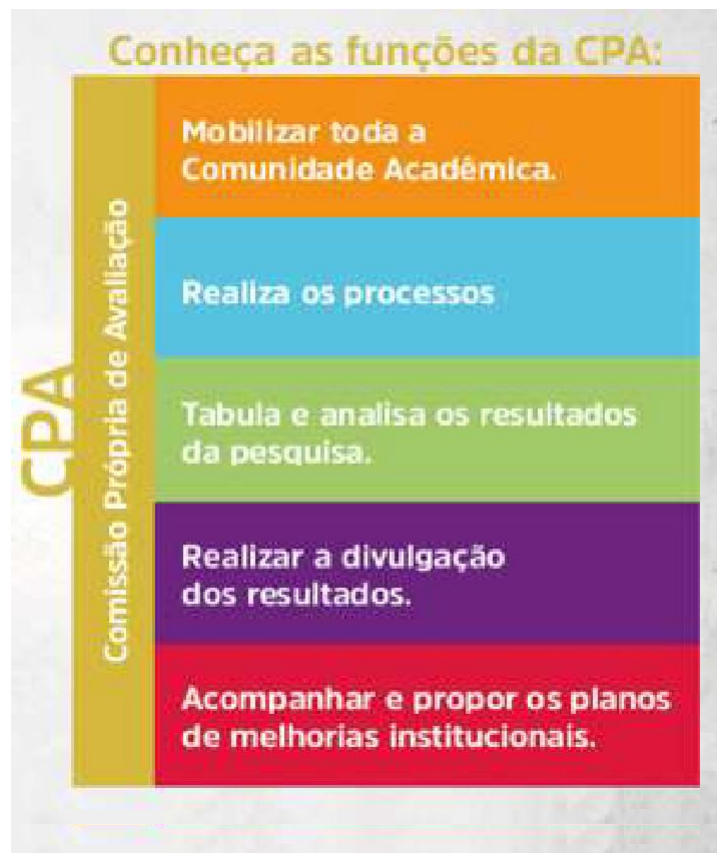 Conheça as funções da CPA:
CPA
Comissão Própria de Avaliação
Mobilizar toda a
Comunidade Acadêmica.
Realiza os processos
Tabula e analisa os resultados
da pesquisa.
Realizar a divulgação
dos resultados.
Acompanhar e propor os planos
de melhorias institucionais.